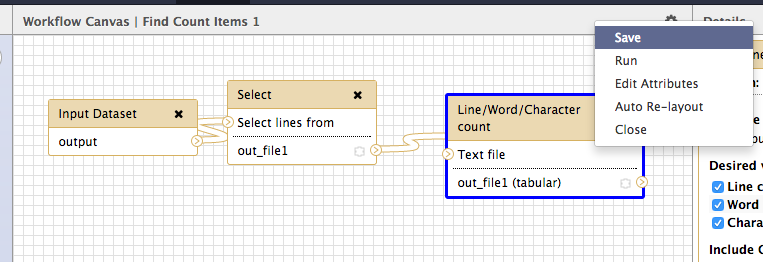 Workflow Canvas | Find Count Items 1
Details
Save
Run
Edit Attributes
Auto Re-layout
Close
Input Dataset
output
Select
Select lines from
out_file1
Line/Word/Character
count
Text file
out_file1 (tabular)
Desired v
Line c
Word
Chara
Include O